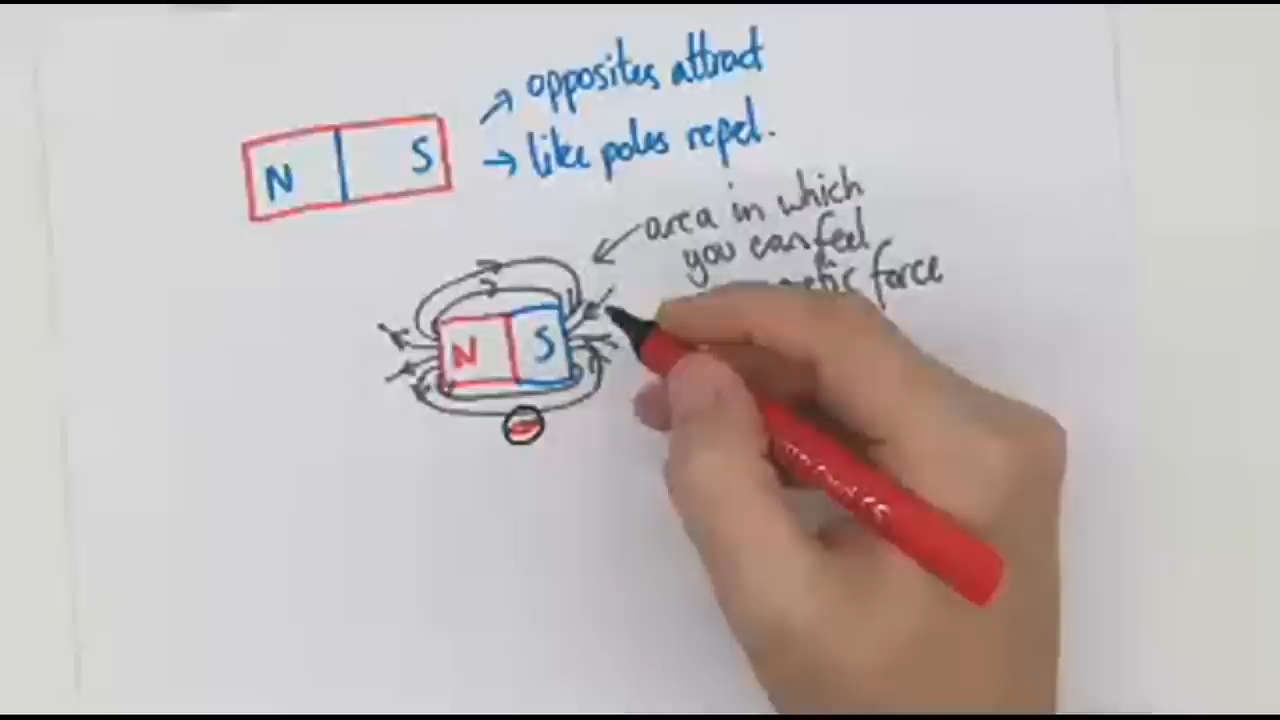 → opposites attract
N S → like poles repel.
area in which
you can feel
force
N S